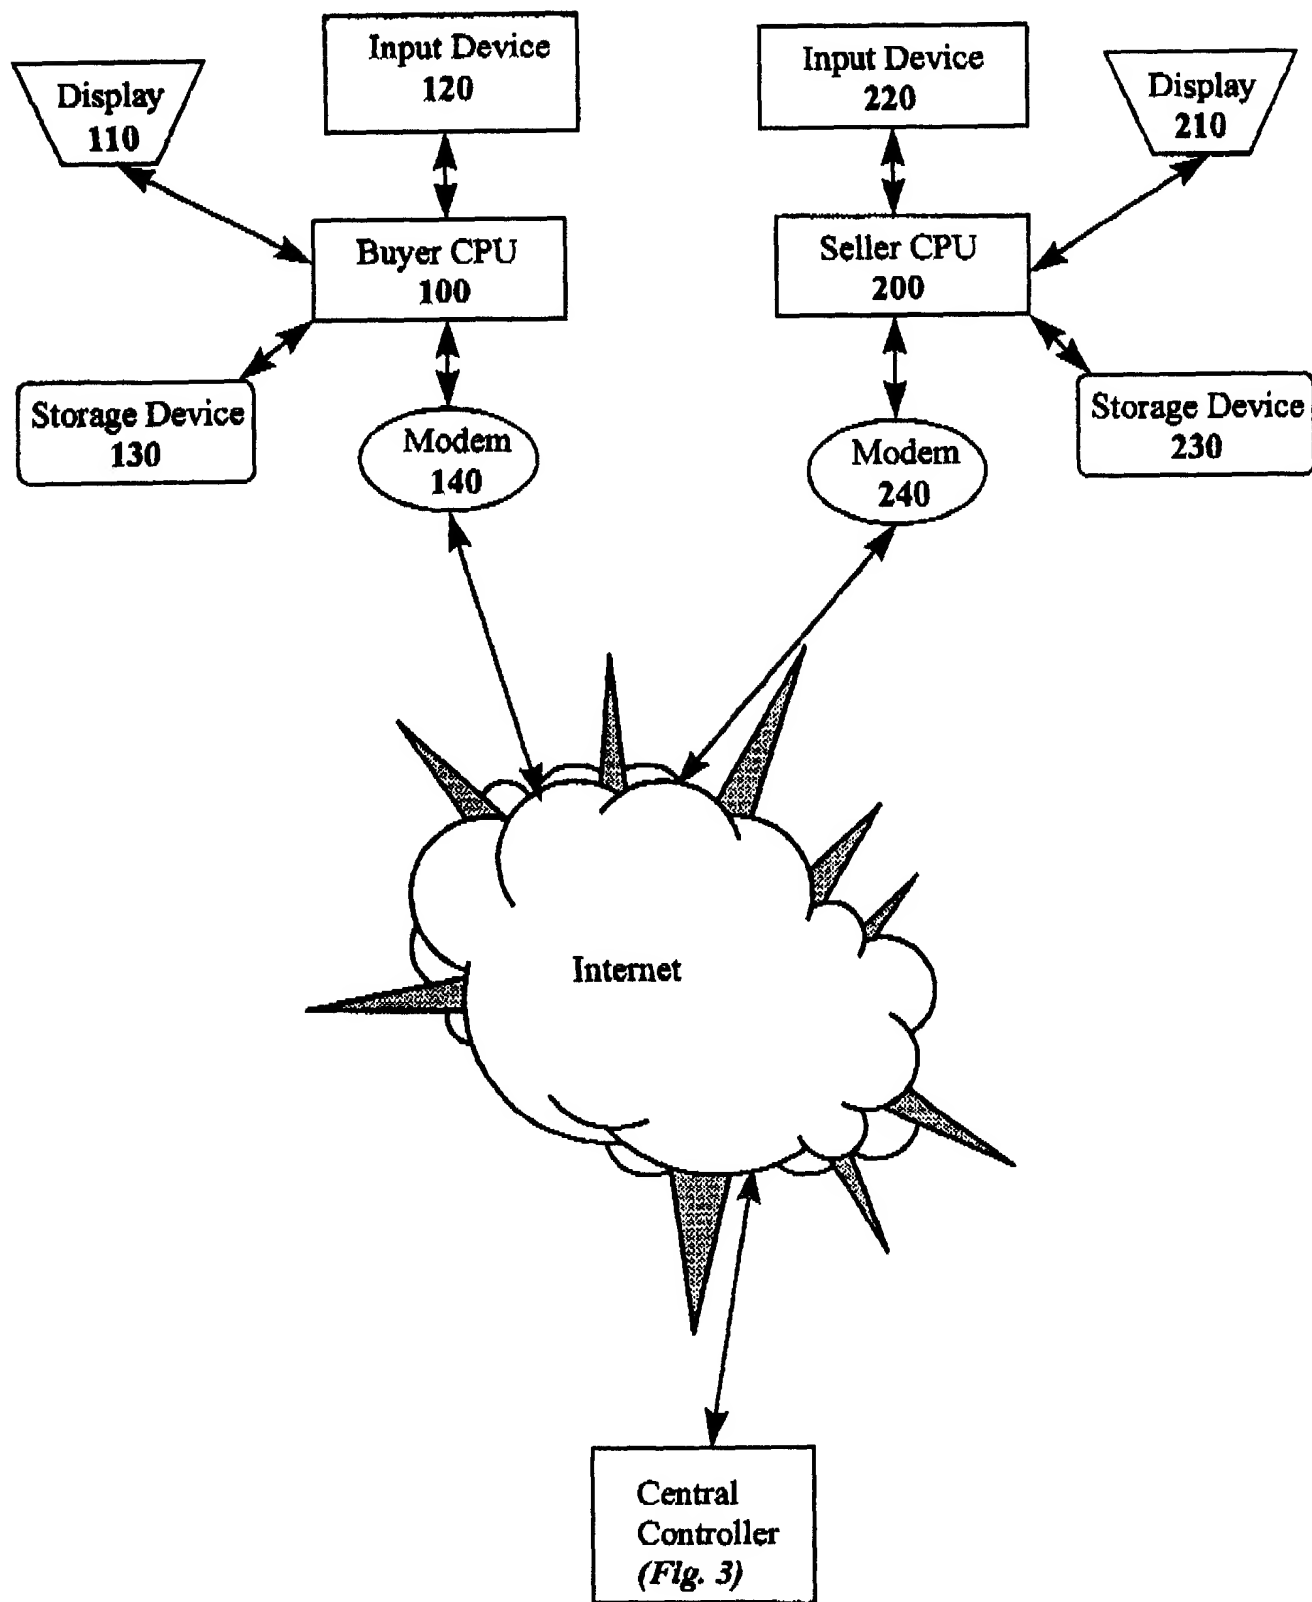 Input Device
120
Input Device
220
Display
110
Display
210
Buyer CPU
100
Seller CPU
200
Storage Device
130
Modem
140
Modem
240
Storage Device
230
Internet
Central
Controller
(Fig. 3)